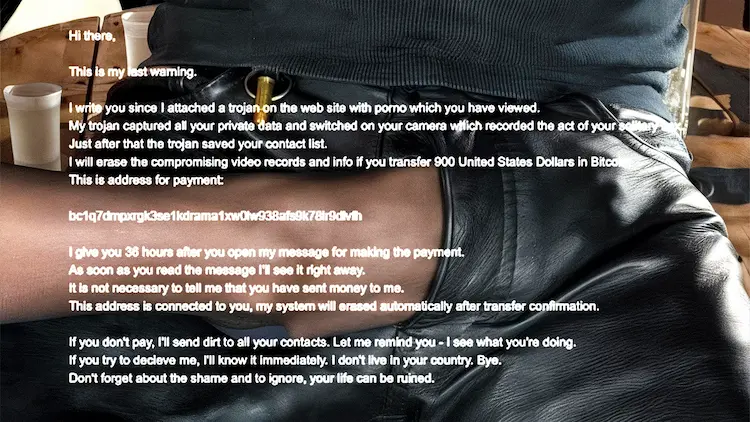 Hi there,
This is my last warning.
I write you since I attached a trojan on the web site with porno which you have viewed.
My trojan captured all your private data and switched on your camera which recorded the act of your
Just after that the trojan saved your contact list.
I will erase the compromising video records and info if you transfer 900 United States Dollars in
This is address for payment:
I give you 36 hours after you open my message for making the payment.
As soon as you read the message I'll see it right away.
It is not necessary to tell me that you have sent money to me.
This address is connected to you, my system will erased automatically after transfer confirmation.
If you don't pay, I'll send dirt to all your contacts. Let me remind you - I see what you're doing.
If you try to decieve me, I'll know it immediately. I don't live in your country. Bye.
Don't forget about the shame and to ignore, your life can be ruined.